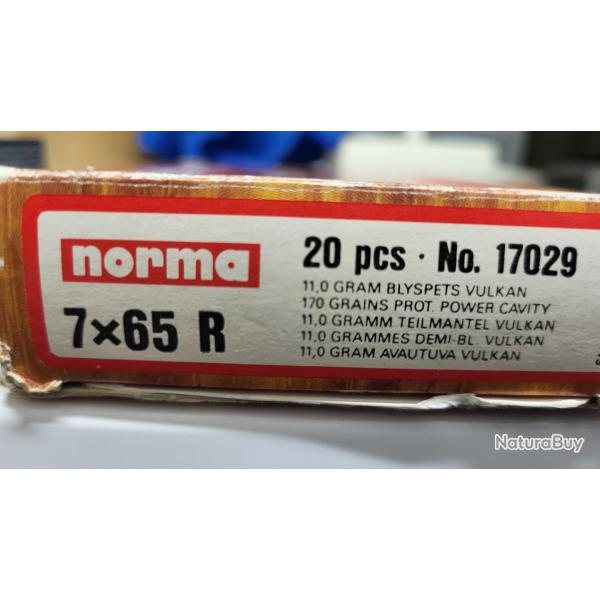 norma
7×65 R
20 pcs · No. 17029
11,0 GRAM BLYSPETS VULKAN
170 GRAINS PROT. POWER CAVITY
11,0 GRAMM TEILMANTEL VULKAN
11,0 GRAMMES DEMI-BL. VULKAN
11,0 GRAM AVAUTUVA VULKAN
NaturaBuy